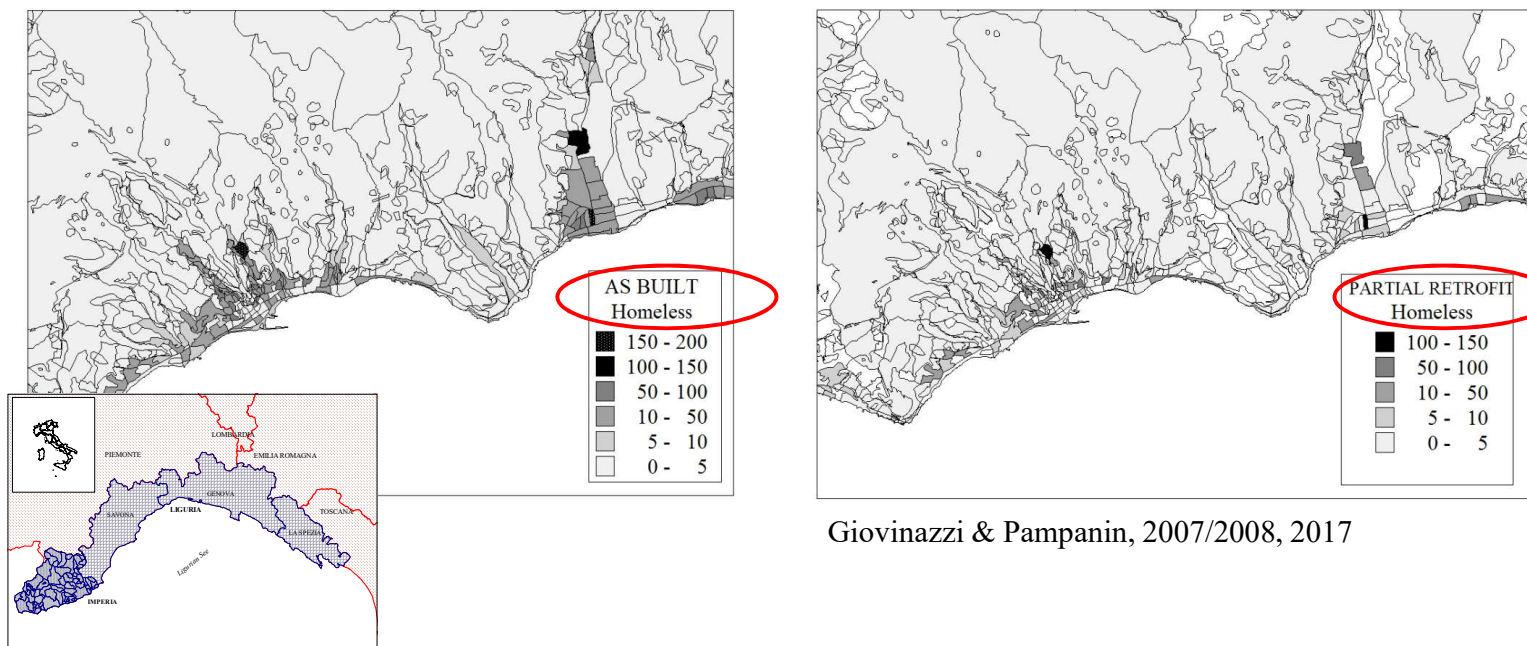 AS BUILT
Homeless
150 - 200
100 - 150
50 - 100
10 - 50
5 - 10
0 - 5
PARTIAL RETROFIT
Homeless
100 - 150
50 - 100
10 - 50
5 - 10
0 - 5
LOMBARDIA
PIEMONTE
EMILIA ROMAGNA
GENOVA
SAVONA
LIGURIA
TOSCANA
LA SPEZIA
Ligurian See
IMPERIA
Giovinazzi & Pampanin, 2007/2008, 2017